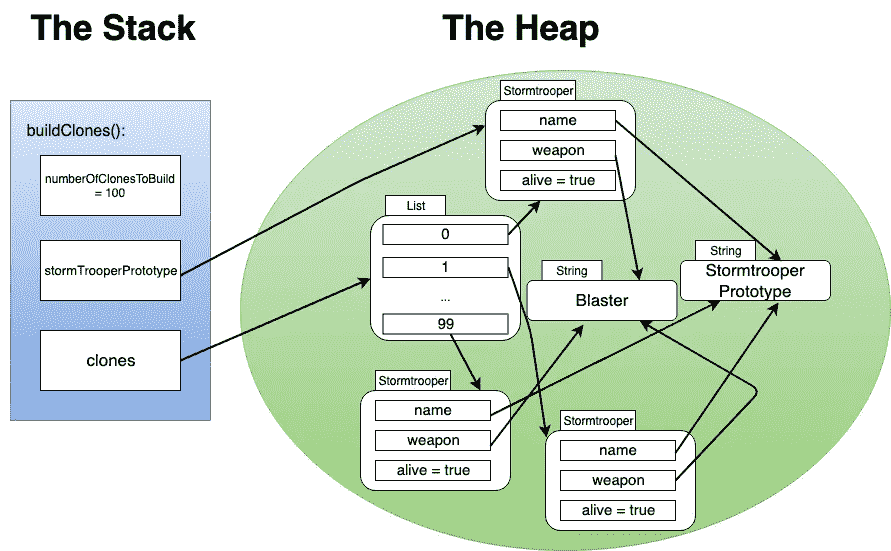 The Stack
The Heap
buildClones():
numberOfClonesToBuild
= 100
stormTrooperPrototype
clones
Stormtrooper
name
weapon
alive = true
List
0
1
...
99
String
Blaster
String
Stormtrooper
Prototype
Stormtrooper
name
weapon
alive = true
Stormtrooper
name
weapon
alive = true